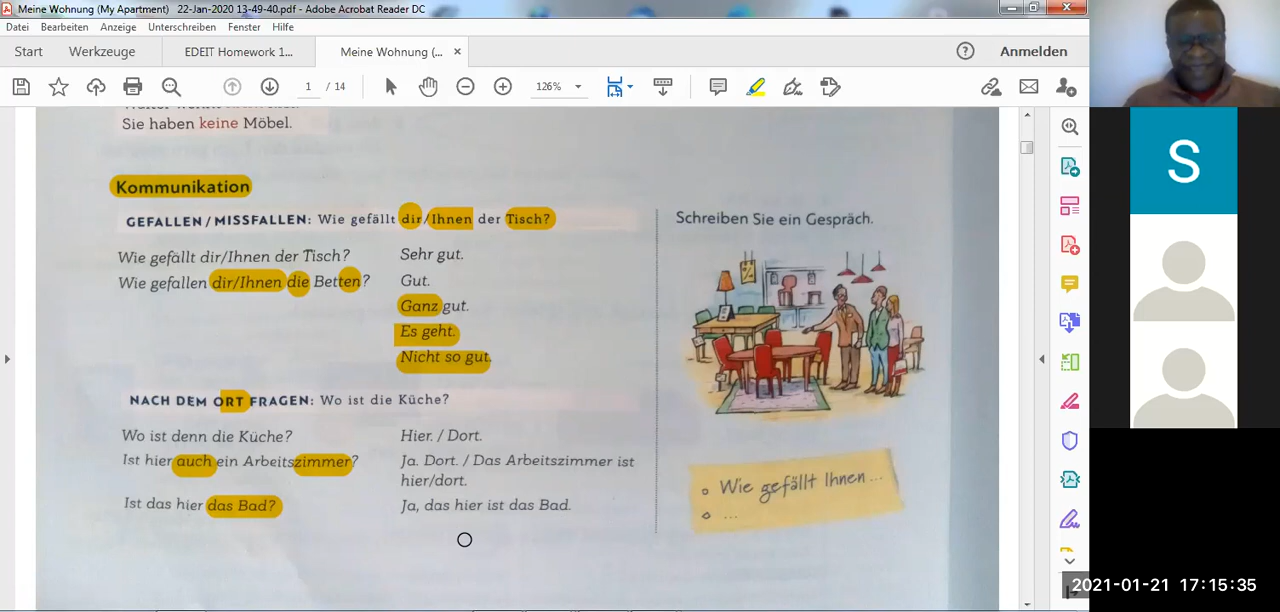 Meine Wohnung (My Apartment) 22-Jan-2020 13-49-40.pdf - Adobe Acrobat Reader DC
Datei Bearbeiten Anzeige Unterschreiben Fenster Hilfe
Start Werkzeuge EDEIT Homework 1... Meine Wohnung (... × Anmelden
1 / 14 126%
Sie haben keine Möbel.
Kommunikation
GEFALLEN / MISSFALLEN: Wie gefällt dir/Ihnen der Tisch?
Wie gefällt dir/Ihnen der Tisch? Sehr gut.
Wie gefallen dir/Ihnen die Betten? Gut.
Ganz gut.
Es geht.
Nicht so gut.
NACH DEM ORT FRAGEN: Wo ist die Küche?
Wo ist denn die Küche? Hier. / Dort.
Ist hier auch ein Arbeitszimmer? Ja. Dort. / Das Arbeitszimmer ist
hier/dort.
Ist das hier das Bad? Ja, das hier ist das Bad.
Schreiben Sie ein Gespräch.
Wie gefällt Ihnen ...
...
S
2021-01-21 17:15:35